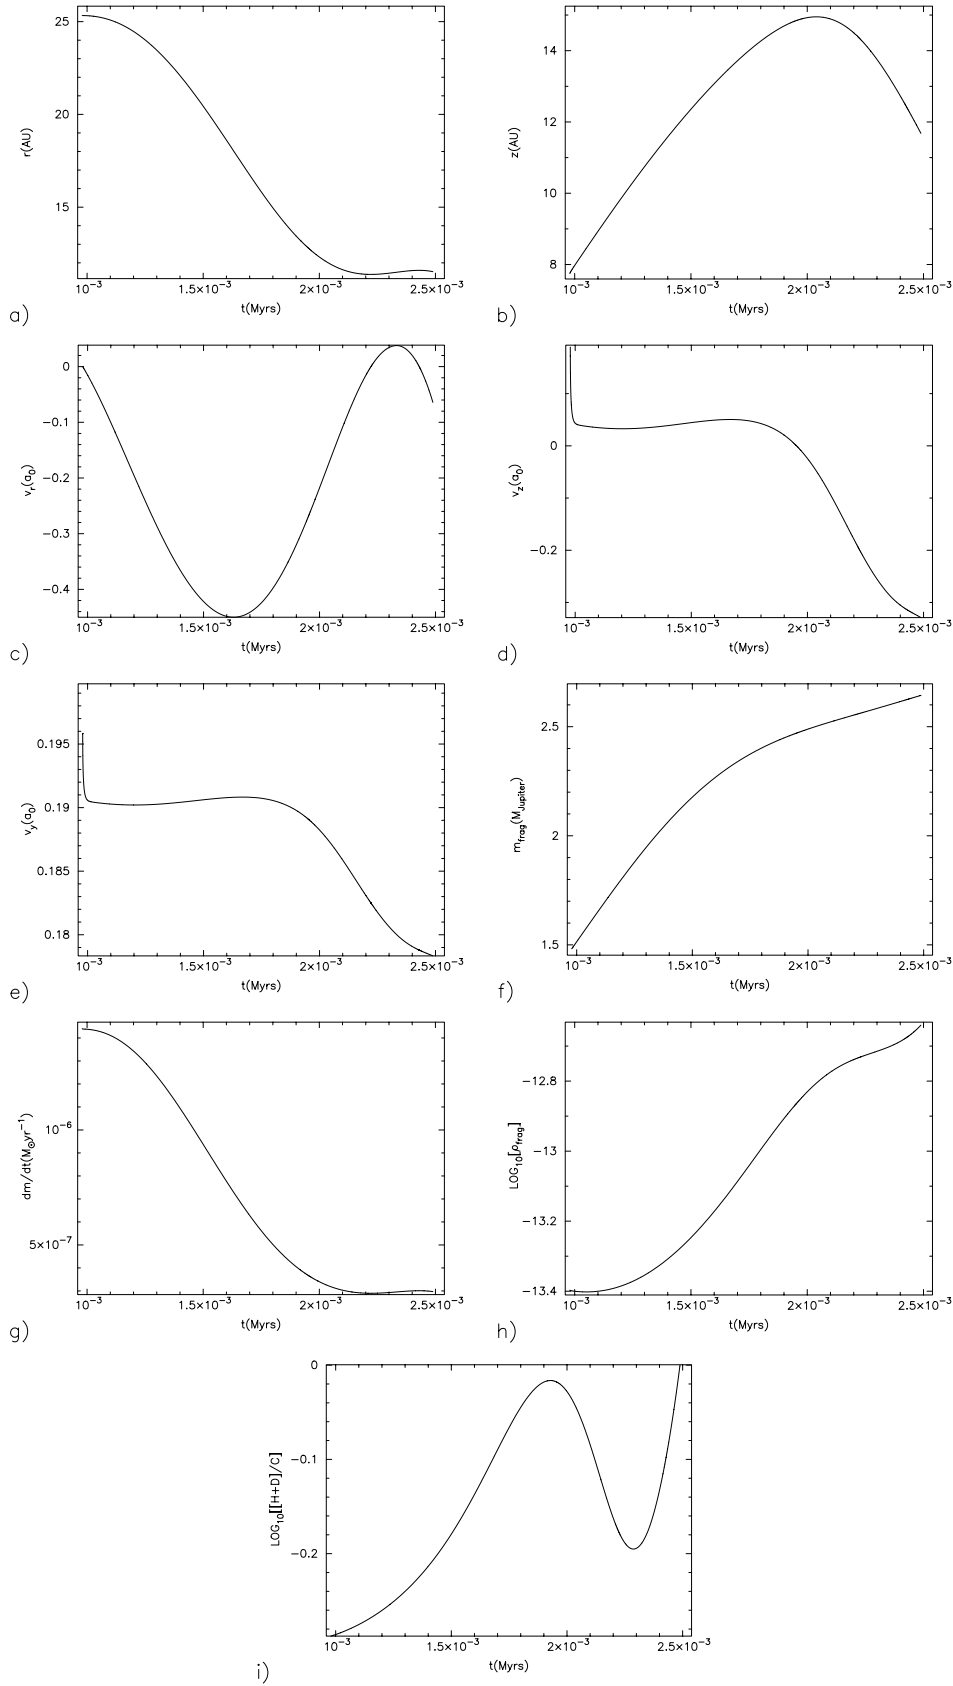 25
20
15
r(AU)
10⁻³ 1.5×10⁻³ 2×10⁻³ 2.5×10⁻³
t(Myrs)
a)
14
12
10
8
z(AU)
10⁻³ 1.5×10⁻³ 2×10⁻³ 2.5×10⁻³
t(Myrs)
b)
0
−0.1
−0.2
−0.3
−0.4
v_r(a_0)
10⁻³ 1.5×10⁻³ 2×10⁻³ 2.5×10⁻³
t(Myrs)
c)
0
−0.2
v_z(a_0)
10⁻³ 1.5×10⁻³ 2×10⁻³ 2.5×10⁻³
t(Myrs)
d)
0.195
0.19
0.185
0.18
v_y(a_0)
10⁻³ 1.5×10⁻³ 2×10⁻³ 2.5×10⁻³
t(Myrs)
e)
2.5
2
1.5
m_frag(M_Jupiter)
10⁻³ 1.5×10⁻³ 2×10⁻³ 2.5×10⁻³
t(Myrs)
f)
10⁻⁶
5×10⁻⁷
dm/dt(M_⊙yr⁻¹)
10⁻³ 1.5×10⁻³ 2×10⁻³ 2.5×10⁻³
t(Myrs)
g)
−12.8
−13
−13.2
−13.4
LOG_10[ρ_frag]
10⁻³ 1.5×10⁻³ 2×10⁻³ 2.5×10⁻³
t(Myrs)
h)
0
−0.1
−0.2
LOG_10[[H+D]/C]
10⁻³ 1.5×10⁻³ 2×10⁻³ 2.5×10⁻³
t(Myrs)
i)